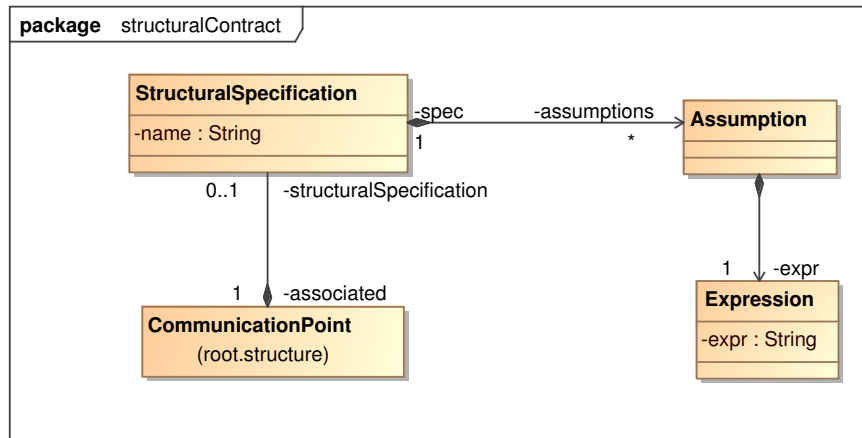 package structuralContract
StructuralSpecification
-name : String
-spec
-assumptions
1
*
Assumption
0..1
-structuralSpecification
1
-associated
1
-expr
CommunicationPoint
(root.structure)
Expression
-expr : String